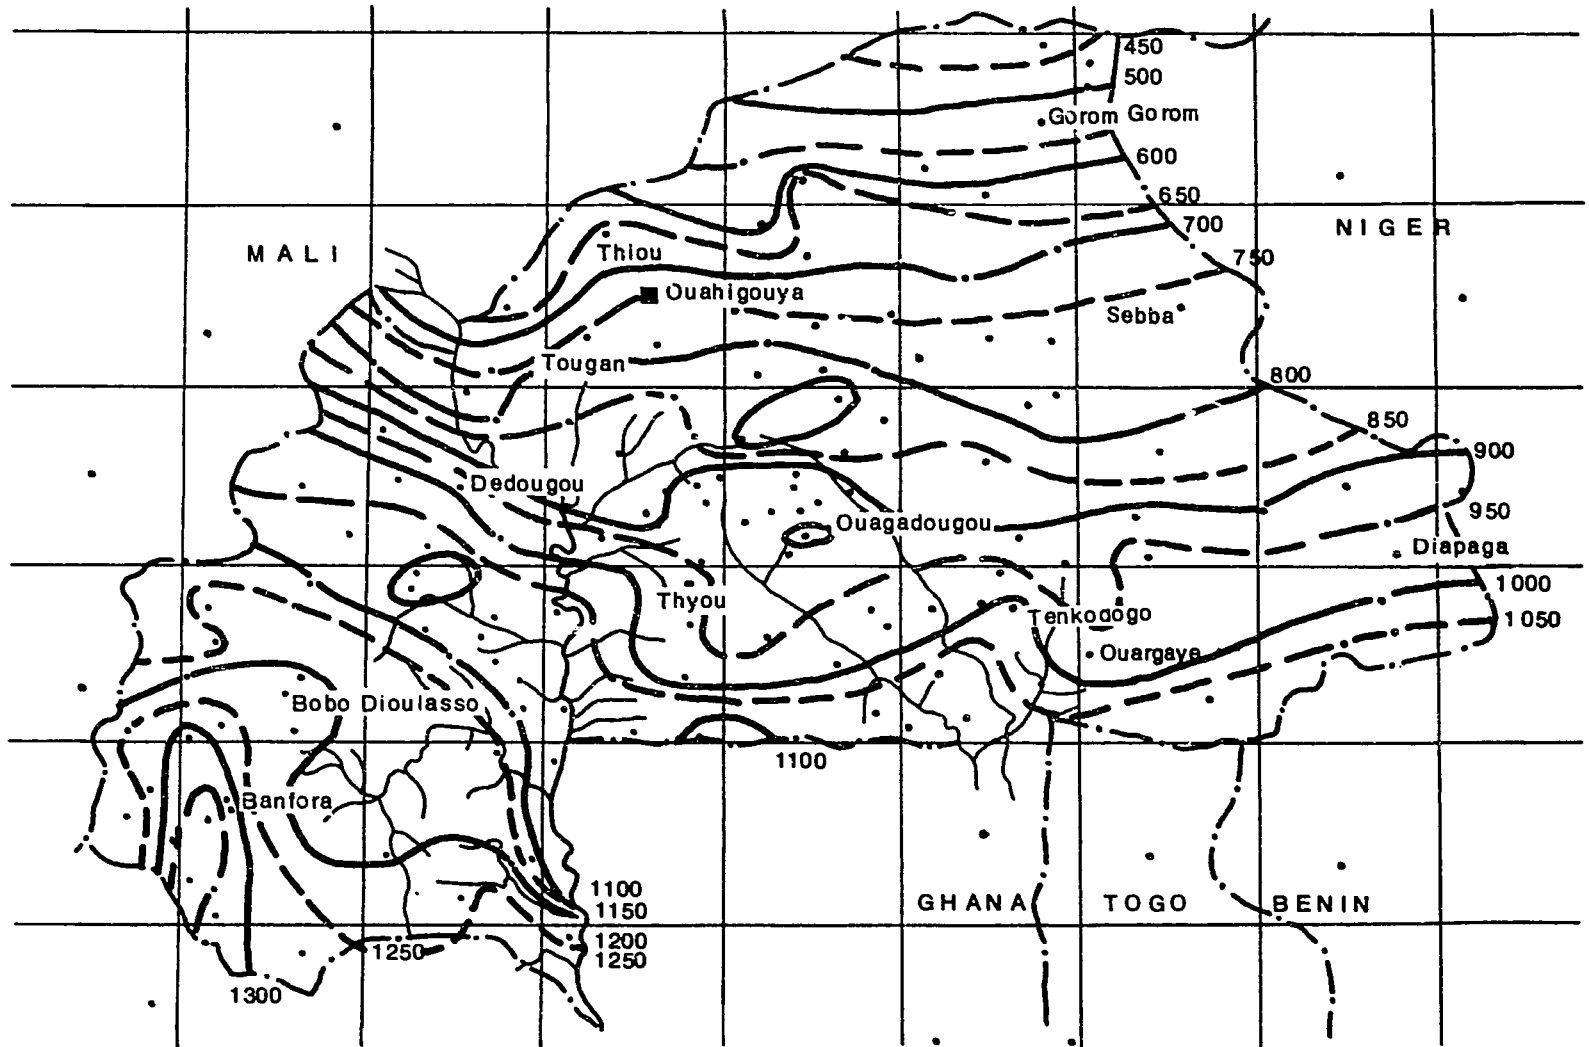 450
500
Gorom Gorom
600
650
700
NIGER
MALI
Thiou
750
Ouahigouya
Sebba
Tougan
800
850
900
Dedougou
950
Ouagadougou
Diapaga
1000
Thyou
Tenkodogo
1050
Ouargaye
Bobo Dioulasso
1100
Banfora
1100
1150
GHANA
TOGO
BENIN
1200
1250
1250
1300